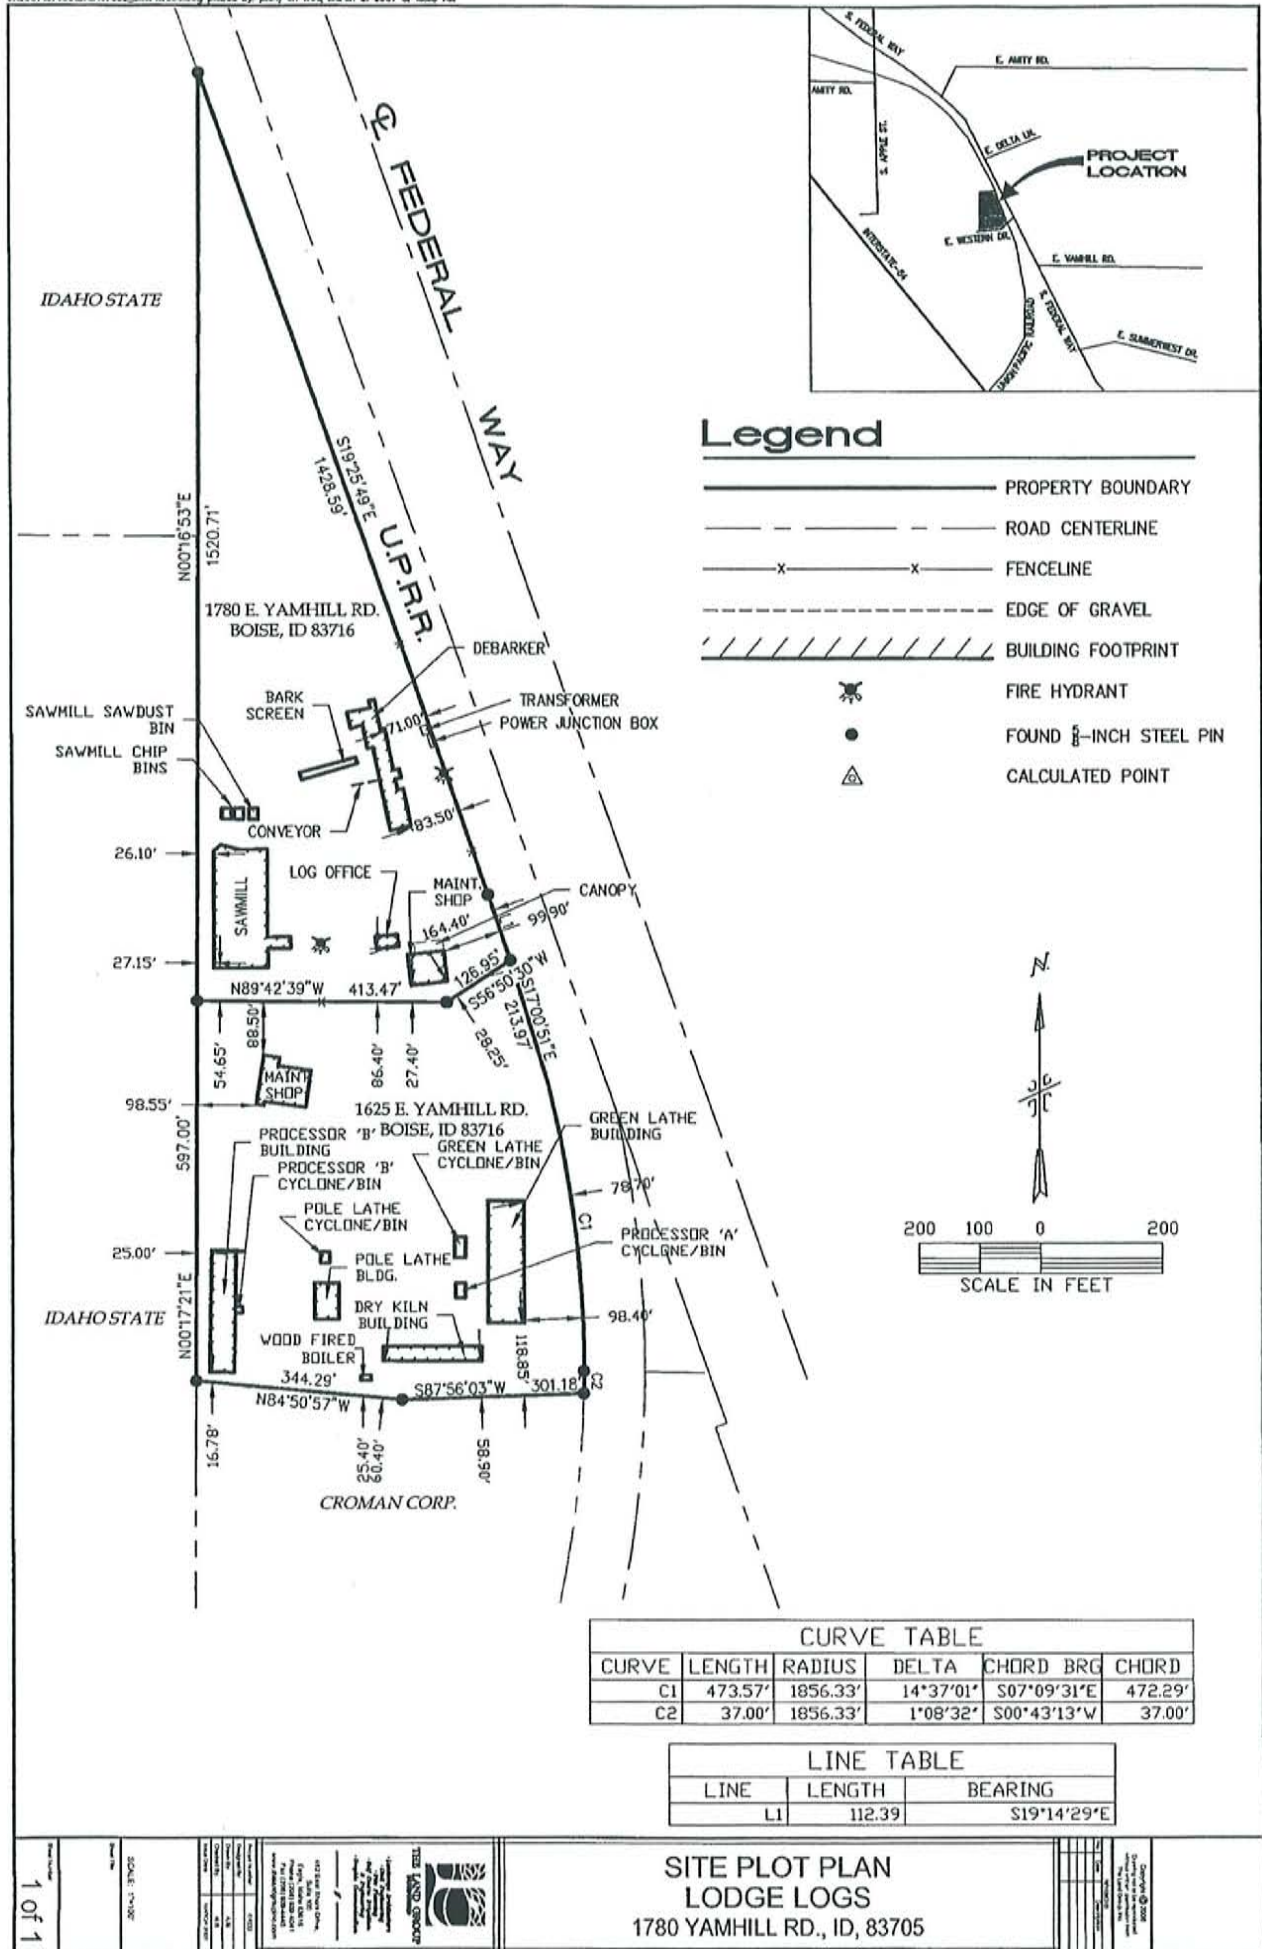 S. FEDERAL WAY
E. AMITY RD.
AMITY RD.
S. APPLE ST.
E. DELTA LN.
PROJECT
LOCATION
E. WESTERN DR.
INTERSTATE-84
E. YAMHILL RD.
S. FEDERAL WAY
UNION PACIFIC RAILROAD
E. SUMMERWEST DR.
℄ FEDERAL WAY
IDAHO STATE
S19°25'49"E
1428.59'
N00°16'53"E
1520.71'
U.P.R.R.
Legend
PROPERTY BOUNDARY
ROAD CENTERLINE
FENCELINE
EDGE OF GRAVEL
BUILDING FOOTPRINT
FIRE HYDRANT
FOUND 5/8-INCH STEEL PIN
CALCULATED POINT
1780 E. YAMHILL RD.
BOISE, ID 83716
DEBARKER
BARK
SCREEN
TRANSFORMER
71.00'
POWER JUNCTION BOX
SAWMILL SAWDUST
BIN
SAWMILL CHIP
BINS
CONVEYOR
83.50'
26.10'
LOG OFFICE
MAINT.
SHOP
CANOPY
SAWMILL
164.40'
99.90'
27.15'
126.95'
S56°50'30"W
N89°42'39"W
413.47'
S17°00'51"E
213.97'
88.50'
54.65'
86.40'
27.40'
28.25'
MAINT
SHOP
98.55'
1625 E. YAMHILL RD.
BOISE, ID 83716
597.00'
PROCESSOR 'B'
BUILDING
GREEN LATHE
BUILDING
GREEN LATHE
CYCLONE/BIN
PROCESSOR 'B'
CYCLONE/BIN
78.70'
POLE LATHE
CYCLONE/BIN
C1
PROCESSOR 'A'
CYCLONE/BIN
25.00'
POLE LATHE
BLDG.
N00°17'21"E
IDAHO STATE
DRY KILN
BUILDING
98.40'
WOOD FIRED
BOILER
118.85'
344.29'
N84°50'57"W
S87°56'03"W
301.18'
C2
16.78'
25.40'
60.40'
58.90'
CROMAN CORP.
N
200 100 0 200
SCALE IN FEET
CURVE TABLE
CURVE LENGTH RADIUS DELTA CHORD BRG CHORD
C1 473.57' 1856.33' 14°37'01" S07°09'31"E 472.29'
C2 37.00' 1856.33' 1°08'32" S00°43'13"W 37.00'
LINE TABLE
LINE LENGTH BEARING
L1 112.39 S19°14'29"E
1 of 1
SCALE: 1"=100'
THE LAND GROUP
SITE PLOT PLAN
LODGE LOGS
1780 YAMHILL RD., ID, 83705